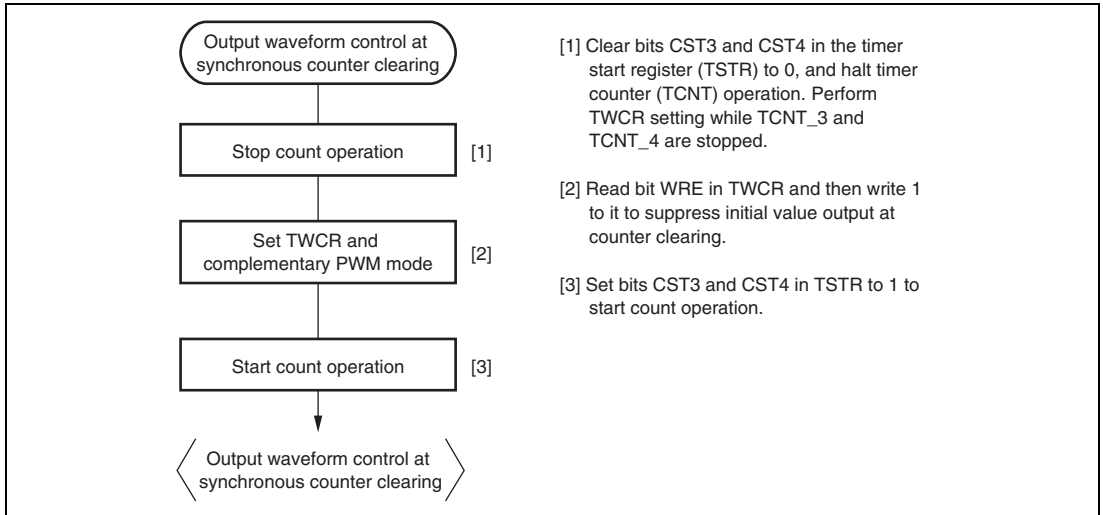 Output waveform control at
synchronous counter clearing
Stop count operation
[1]
Set TWCR and
complementary PWM mode
[2]
Start count operation
[3]
Output waveform control at
synchronous counter clearing
[1] Clear bits CST3 and CST4 in the timer
start register (TSTR) to 0, and halt timer
counter (TCNT) operation. Perform
TWCR setting while TCNT_3 and
TCNT_4 are stopped.
[2] Read bit WRE in TWCR and then write 1
to it to suppress initial value output at
counter clearing.
[3] Set bits CST3 and CST4 in TSTR to 1 to
start count operation.